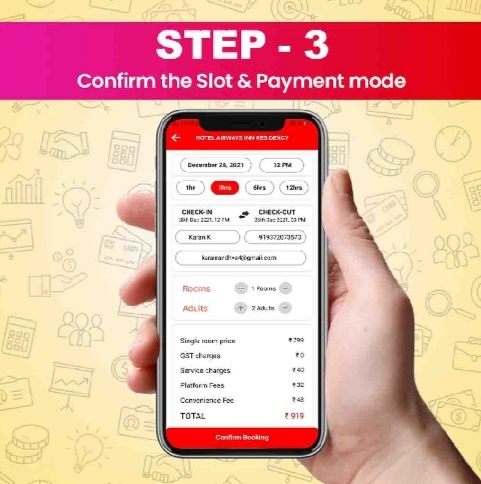 STEP - 3
Confirm the Slot & Payment mode
HOTEL AIRWAYS INN RESIDENCY
December 28, 2021 12 PM
1hr 3hrs 6hrs 12hrs
CHECK-IN CHECK-OUT
28th Dec 2021, 12 PM 28th Dec 2021, 03 PM
Karan K 919372073573
@gmail.com
Rooms 1 Rooms
Adults 2 Adults
Single room price ₹799
GST charges ₹0
Service charges ₹40
Platform Fees ₹32
Convenience Fee ₹48
TOTAL ₹919
Confirm Booking